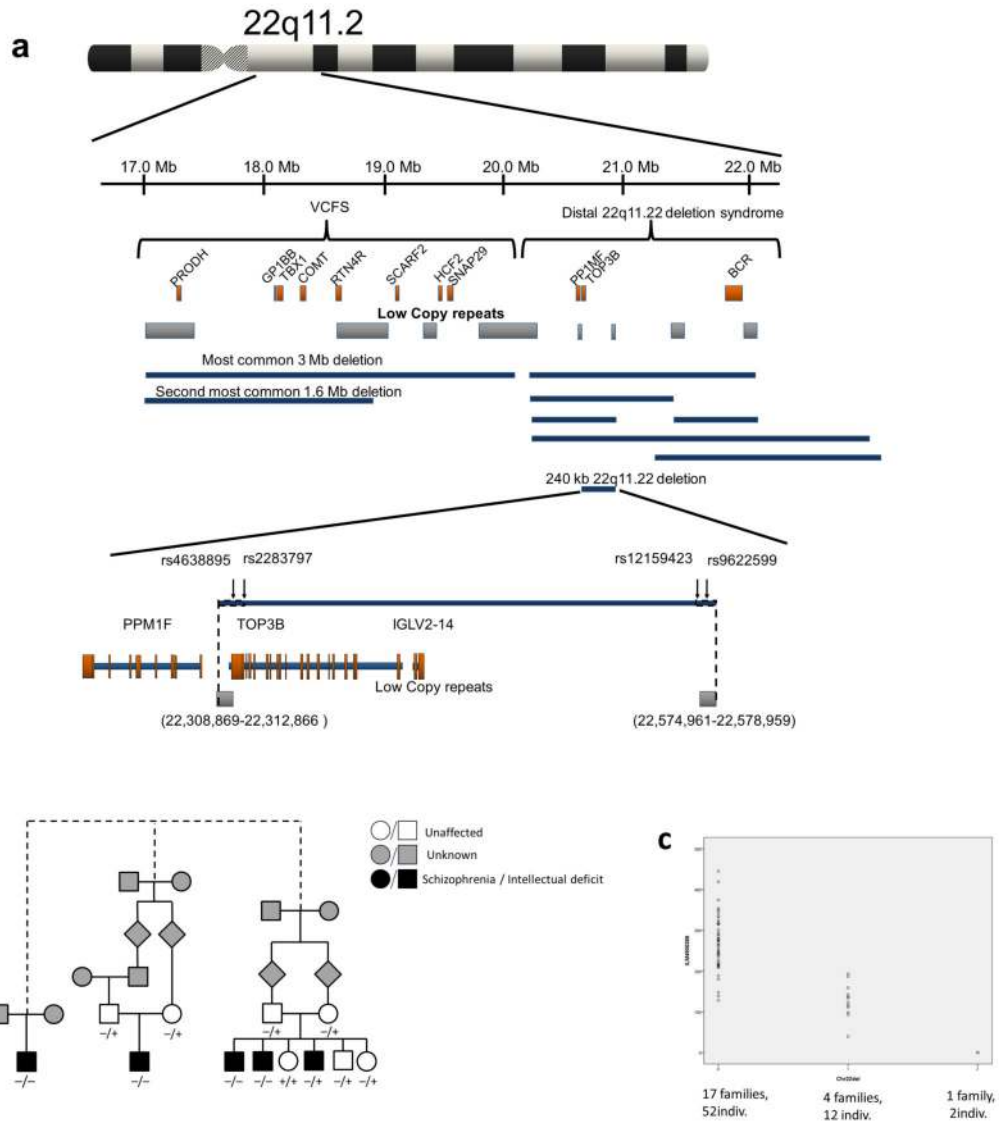 22q11.2
a
17.0 Mb 18.0 Mb 19.0 Mb 20.0 Mb 21.0 Mb 22.0 Mb
VCFS
Distal 22q11.22 deletion syndrome
PRODH GP1BB TBX1 COMT RTN4R SCARF2 HCF2 SNAP29 PP1MF TOP3B BCR
Low Copy repeats
Most common 3 Mb deletion
Second most common 1.6 Mb deletion
240 kb 22q11.22 deletion
rs4638895 rs2283797 rs12159423 rs9622599
PPM1F TOP3B IGLV2-14
Low Copy repeats
(22,308,869-22,312,866 ) (22,574,961-22,578,959)
Unaffected
Unknown
Schizophrenia / Intellectual deficit
–/+ –/+ –/+ –/+
–/– –/– –/– –/– +/+ –/+ –/+ –/+
c
Chr22del
17 families, 52indiv.
4 families, 12 indiv.
1 family, 2indiv.